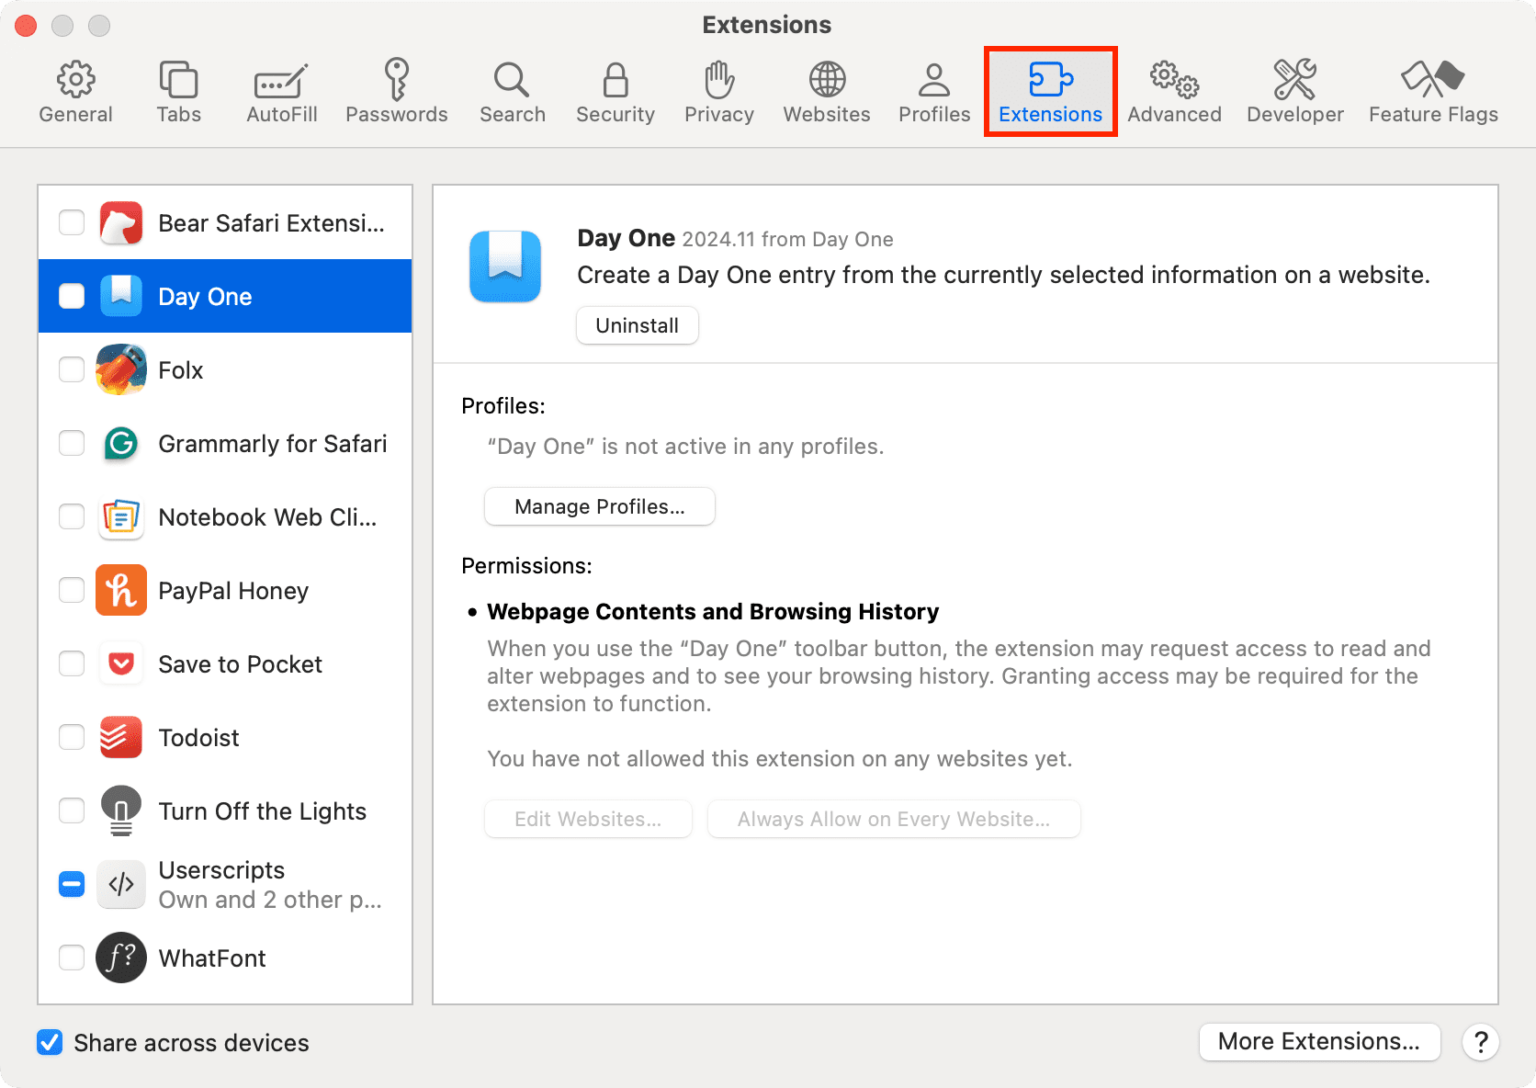 Extensions
General
Tabs
AutoFill
Passwords
Search
Security
Privacy
Websites
Profiles
Extensions
Advanced
Developer
Feature Flags
Bear Safari Extensi...
Day One
Folx
Grammarly for Safari
Notebook Web Cli...
PayPal Honey
Save to Pocket
Todoist
Turn Off the Lights
Userscripts
Own and 2 other p...
WhatFont
Day One 2024.11 from Day One
Create a Day One entry from the currently selected information on a website.
Uninstall
Profiles:
“Day One” is not active in any profiles.
Manage Profiles...
Permissions:
• Webpage Contents and Browsing History
When you use the “Day One” toolbar button, the extension may request access to read and
alter webpages and to see your browsing history. Granting access may be required for the
extension to function.
You have not allowed this extension on any websites yet.
Edit Websites...
Always Allow on Every Website...
Share across devices
More Extensions...
?